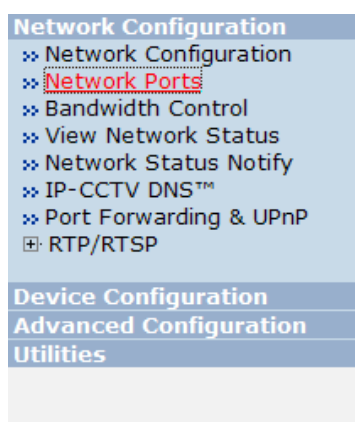 Network Configuration
» Network Configuration
» Network Ports
» Bandwidth Control
» View Network Status
» Network Status Notify
» IP-CCTV DNS™
» Port Forwarding & UPnP
RTP/RTSP
Device Configuration
Advanced Configuration
Utilities